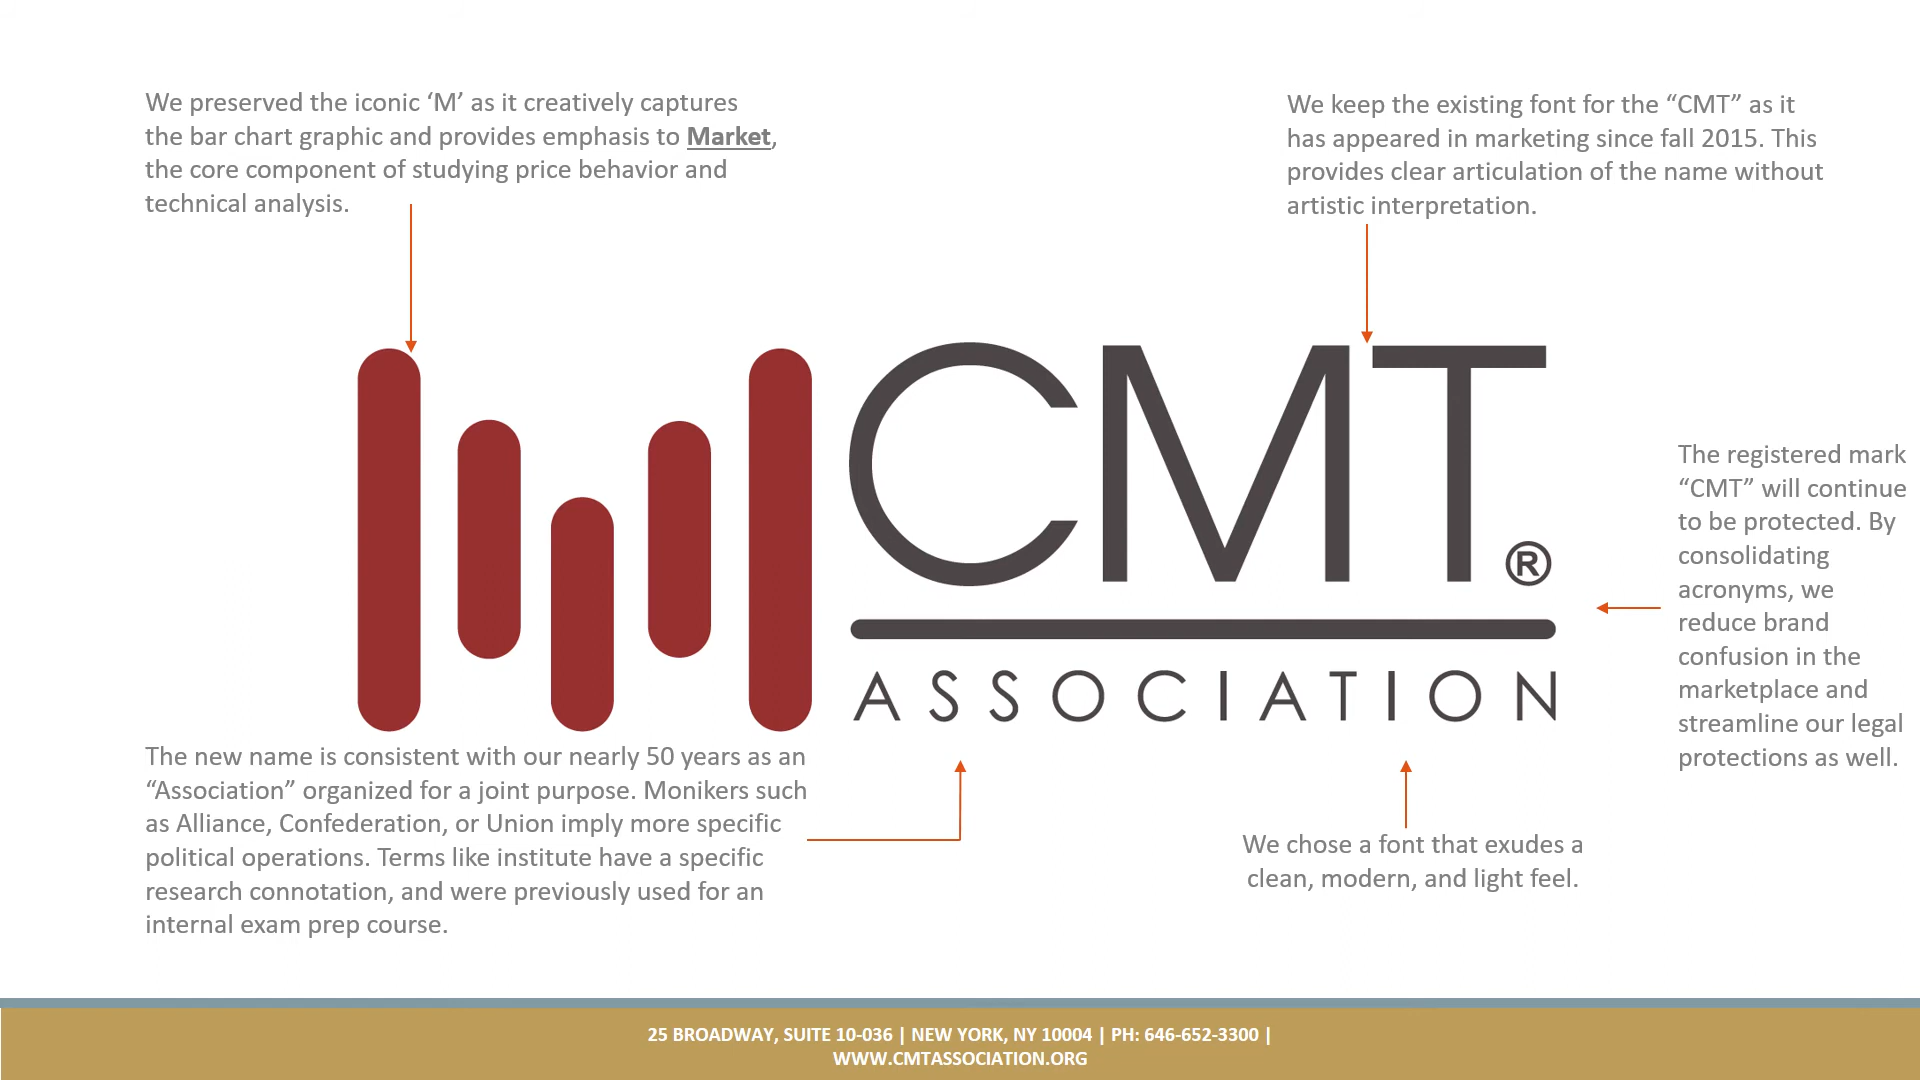 We preserved the iconic ‘M’ as it creatively captures
the bar chart graphic and provides emphasis to Market,
the core component of studying price behavior and
technical analysis.
We keep the existing font for the “CMT” as it
has appeared in marketing since fall 2015. This
provides clear articulation of the name without
artistic interpretation.
CMT®
ASSOCIATION
The registered mark
“CMT” will continue
to be protected. By
consolidating
acronyms, we
reduce brand
confusion in the
marketplace and
streamline our legal
protections as well.
The new name is consistent with our nearly 50 years as an
“Association” organized for a joint purpose. Monikers such
as Alliance, Confederation, or Union imply more specific
political operations. Terms like institute have a specific
research connotation, and were previously used for an
internal exam prep course.
We chose a font that exudes a
clean, modern, and light feel.
25 BROADWAY, SUITE 10-036 | NEW YORK, NY 10004 | PH: 646-652-3300 |
WWW.CMTASSOCIATION.ORG